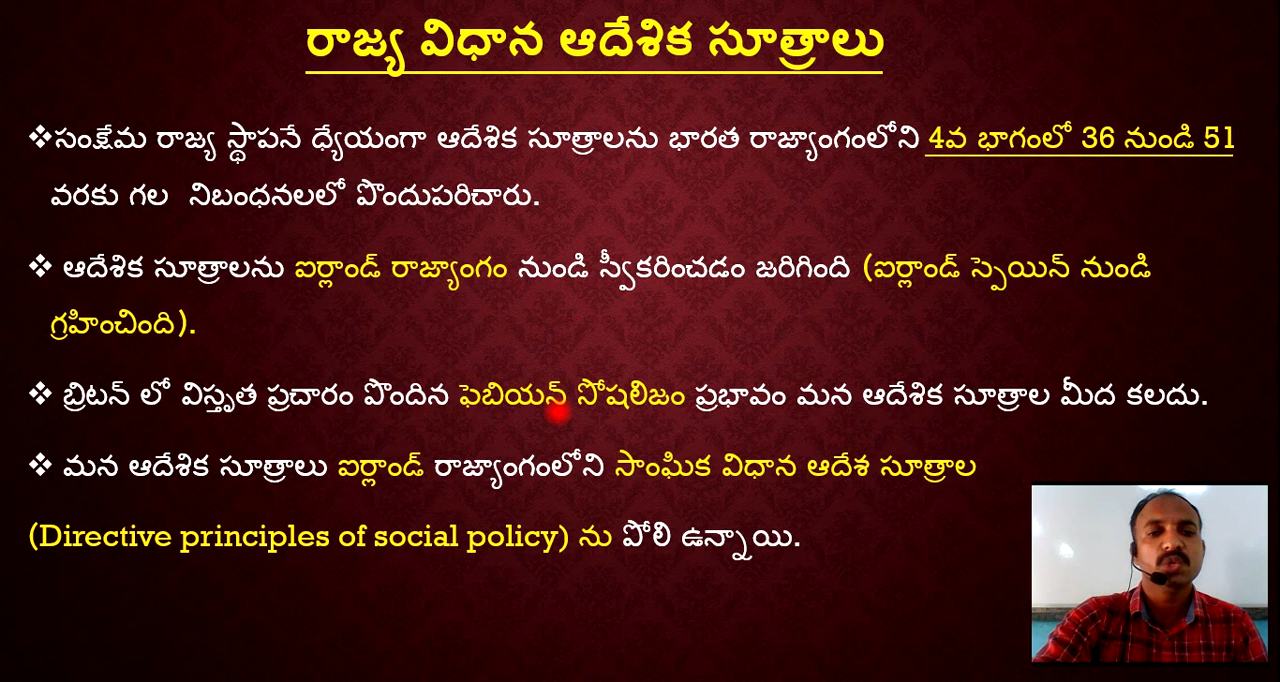 రాజ్య విధాన ఆదేశిక సూత్రాలు
❖సంక్షేమ రాజ్య స్థాపనే ధ్యేయంగా ఆదేశిక సూత్రాలను భారత రాజ్యాంగంలోని 4వ భాగంలో 36 నుండి 51
వరకు గల నిబంధనలలో పొందుపరిచారు.
❖ ఆదేశిక సూత్రాలను ఐర్లాండ్ రాజ్యాంగం నుండి స్వీకరించడం జరిగింది (ఐర్లాండ్ స్పెయిన్ నుండి
గ్రహించింది).
❖ బ్రిటన్ లో విస్తృత ప్రచారం పొందిన ఫెబియన్ సోషలిజం ప్రభావం మన ఆదేశిక సూత్రాల మీద కలదు.
❖ మన ఆదేశిక సూత్రాలు ఐర్లాండ్ రాజ్యాంగంలోని సాంఘిక విధాన ఆదేశ సూత్రాల
(Directive principles of social policy) ను పోలి ఉన్నాయి.